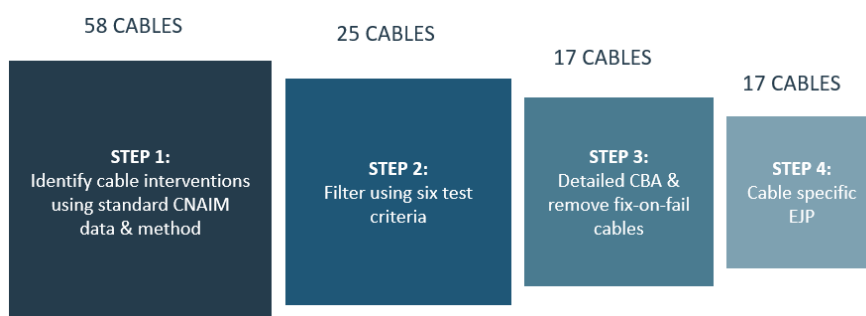 58 CABLES
25 CABLES
17 CABLES
17 CABLES
STEP 1:
Identify cable interventions
using standard CNAIM
data & method
STEP 2:
Filter using six test
criteria
STEP 3:
Detailed CBA &
remove fix-on-fail
cables
STEP 4:
Cable specific
EJP